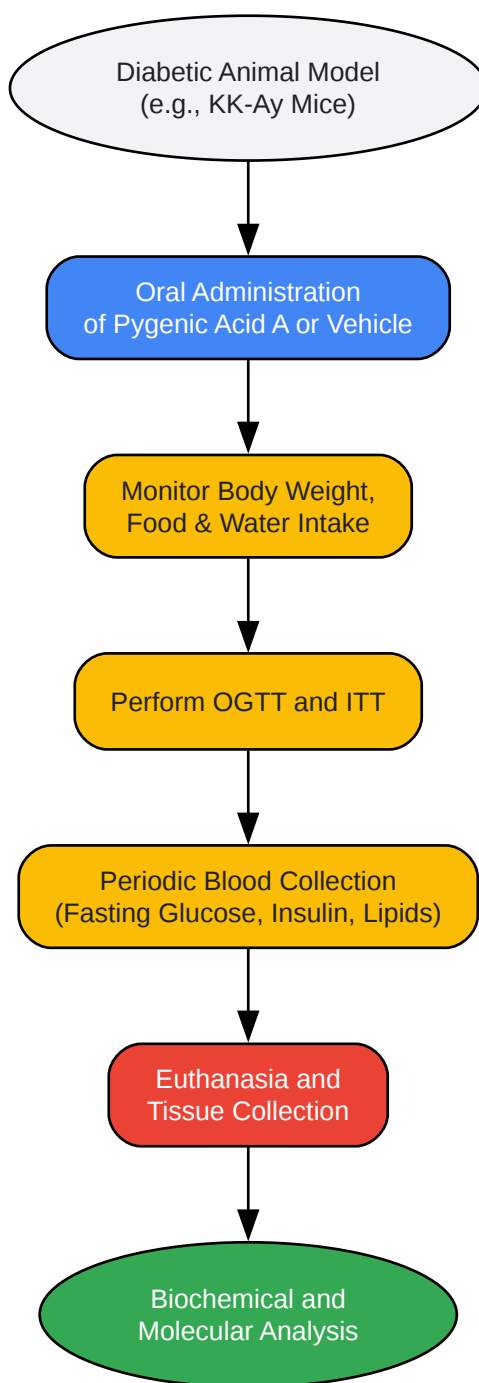 Diabetic Animal Model
(e.g., KK-Ay Mice)
Oral Administration
of Pygenic Acid A or Vehicle
Monitor Body Weight,
Food & Water Intake
Perform OGTT and ITT
Periodic Blood Collection
(Fasting Glucose, Insulin, Lipids)
Euthanasia and
Tissue Collection
Biochemical and
Molecular Analysis